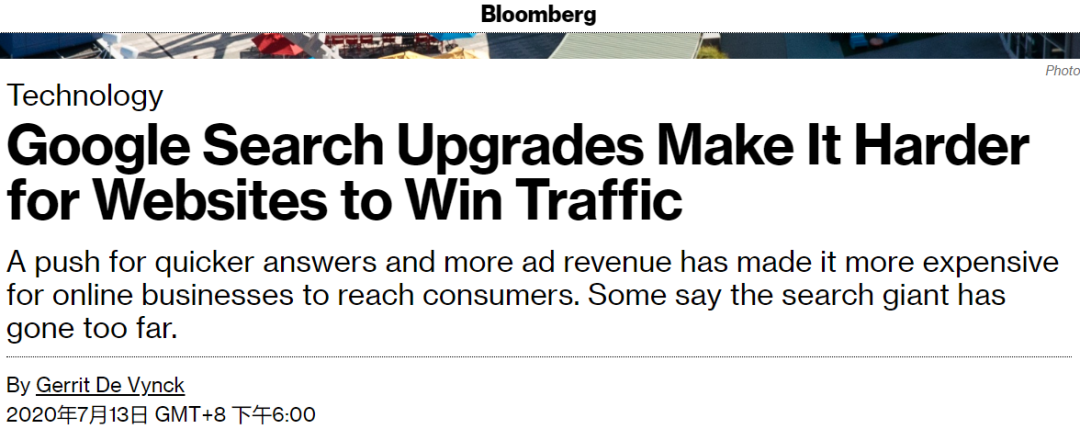 Bloomberg
Photo
Technology
Google Search Upgrades Make It Harder
for Websites to Win Traffic
A push for quicker answers and more ad revenue has made it more expensive
for online businesses to reach consumers. Some say the search giant has
gone too far.
By Gerrit De Vynck
2020年7月13日 GMT+8 下午6:00